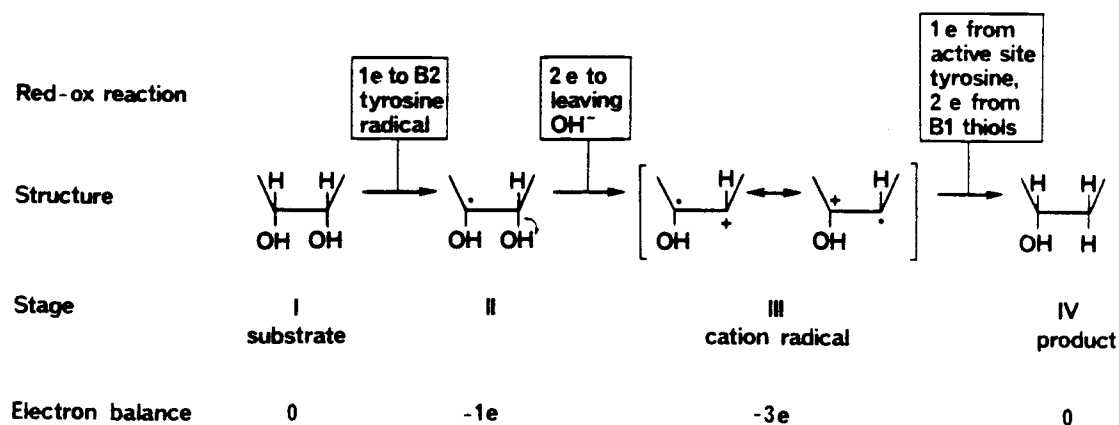 Red-ox reaction
1e to B2
tyrosine
radical
2e to
leaving
OH⁻
1e from
active site
tyrosine,
2 e from
B1 thiols
Structure
H H
OH OH
H
OH OH
H
OH +
+ H
OH
H H
OH H
Stage I II III IV
substrate cation radical product
Electron balance 0 -1e -3e 0